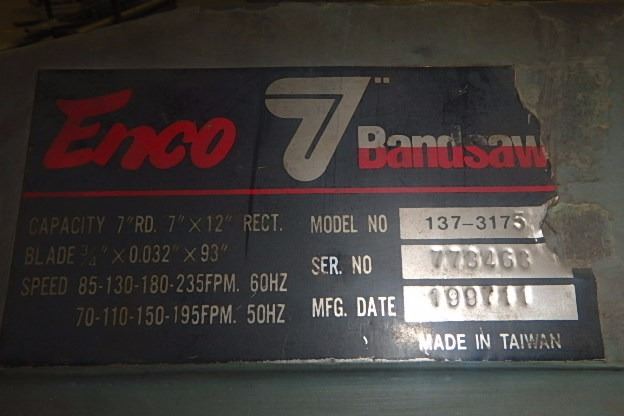 Enco 7" Bandsaw
CAPACITY 7"RD. 7"×12" RECT.
BLADE 3/4"×0.032"×93"
SPEED 85-130-180-235FPM. 60HZ
70-110-150-195FPM. 50HZ
MODEL NO 137-3175
SER. NO
MFG. DATE 199711
MADE IN TAIWAN